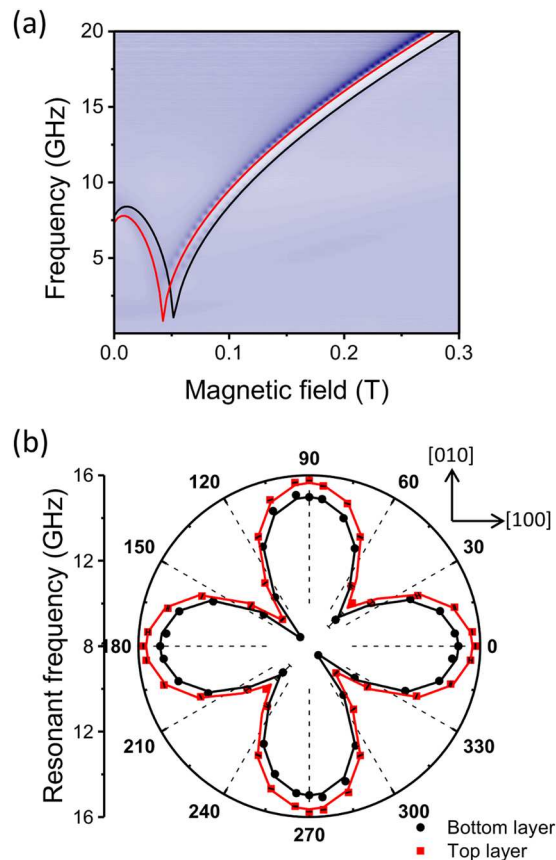 (a)
20
15
10
5
Frequency (GHz)
0.0 0.1 0.2 0.3
Magnetic field (T)
(b)
[010]
[100]
90
120 60
150 30
180 0
210 330
240 300
270
16
12
8
12
16
Resonant frequency (GHz)
Bottom layer
Top layer